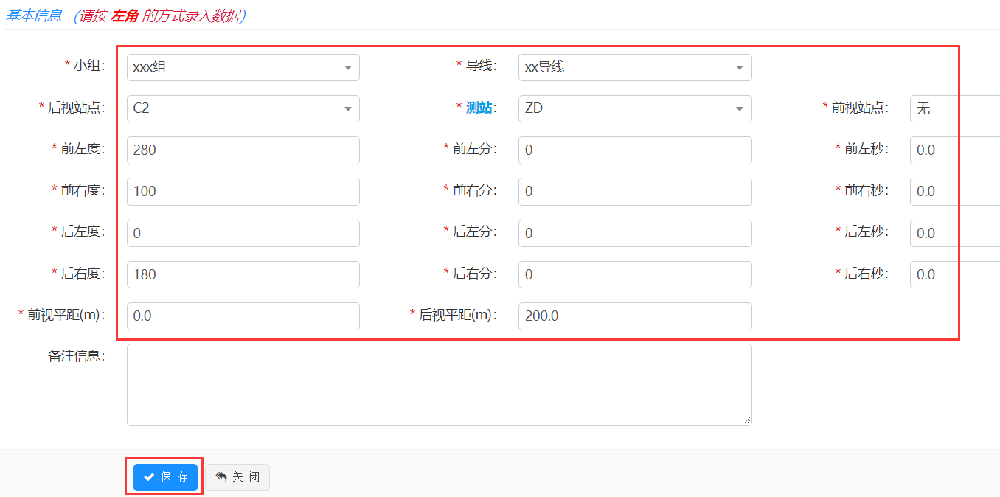 基本信息 (请按 左角 的方式录入数据)
* 小组: xxx组 * 导线: xx导线
* 后视站点: C2 * 测站: ZD * 前视站点: 无
* 前左度: 280 * 前左分: 0 * 前左秒: 0.0
* 前右度: 100 * 前右分: 0 * 前右秒: 0.0
* 后左度: 0 * 后左分: 0 * 后左秒: 0.0
* 后右度: 180 * 后右分: 0 * 后右秒: 0.0
* 前视平距(m): 0.0 * 后视平距(m): 200.0
备注信息:
保 存 关 闭